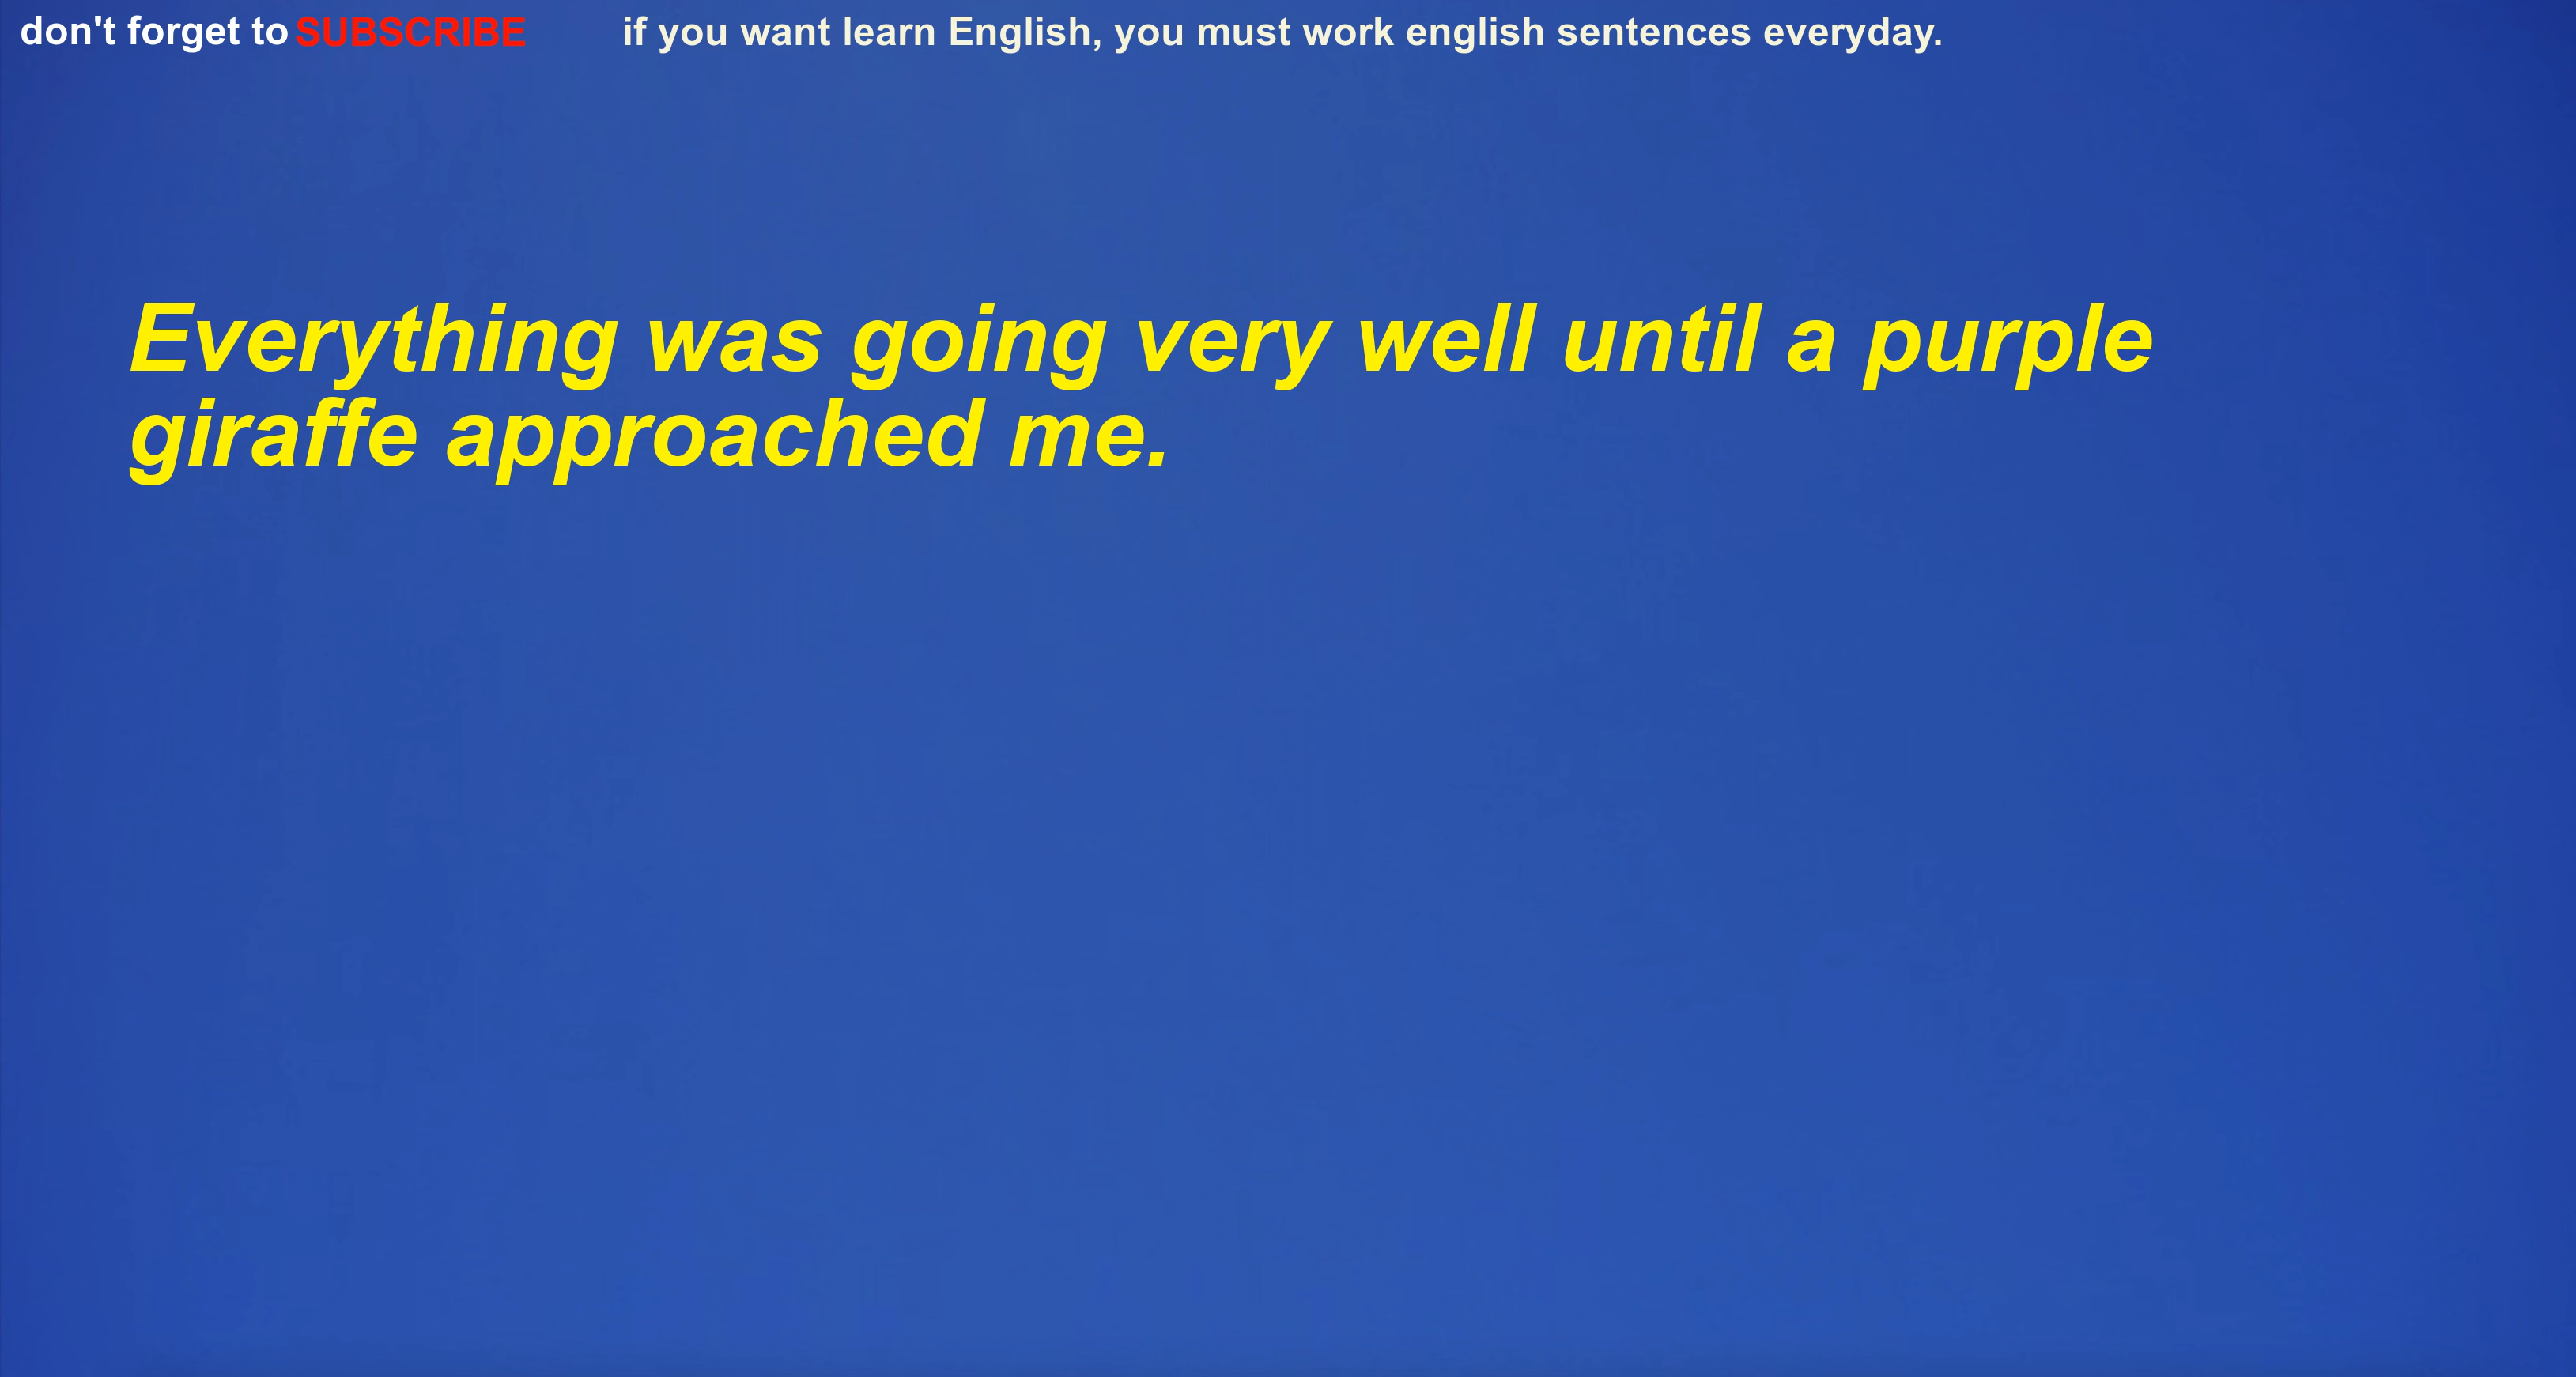 don't forget to SUBSCRIBE if you want learn English, you must work english sentences everyday.
Everything was going very well until a purple
giraffe approached me.